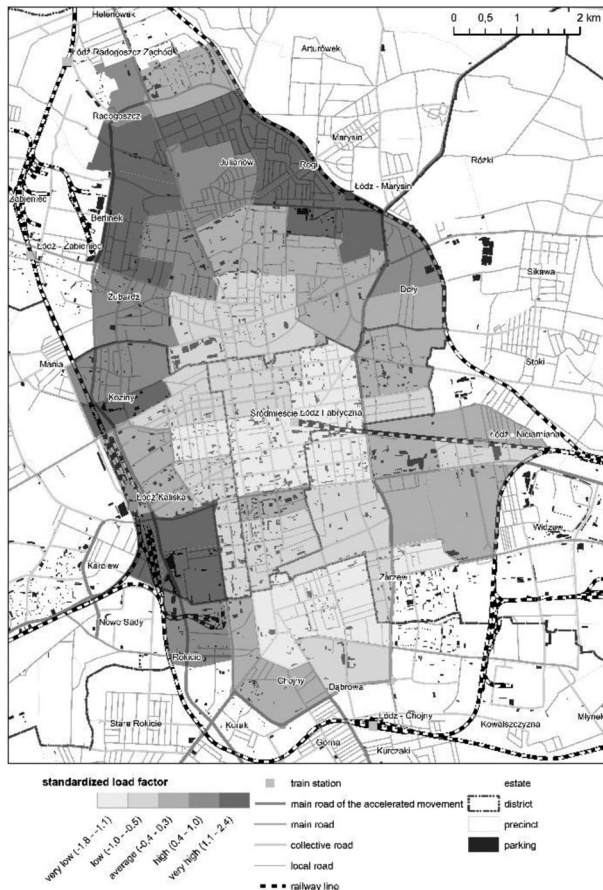 Helenówek
0 0,5 1 2 km
Łódź Radogoszcz Zachód
Arturówek
Radogoszcz
Marysin
Julianów
Rogi
Różki
Łódź - Marysin
Żabieniec
Berlinek
Łódź - Żabieniec
Sikawa
Doły
Żubardź
Stoki
Mania
Koziny
Śródmieście Łódź Fabryczna
Łódź - Niciarniana
Łódź Kaliska
Widzew
Karolew
Zarzew
Nowe Sady
Rokicie
Chojny
Dąbrowa
Stare Rokicie
Kurak
Łódź - Chojny
Kowalszczyzna
Młynek
Górna
Kurczaki
standardized load factor
very low (-1.8 - -1.1)
low (-1.0 - -0.5)
average (-0.4 - 0.3)
high (0.4 - 1.0)
very high (1.1 - 2.4)
train station
main road of the accelerated movement
main road
collective road
local road
railway line
estate
district
precinct
parking